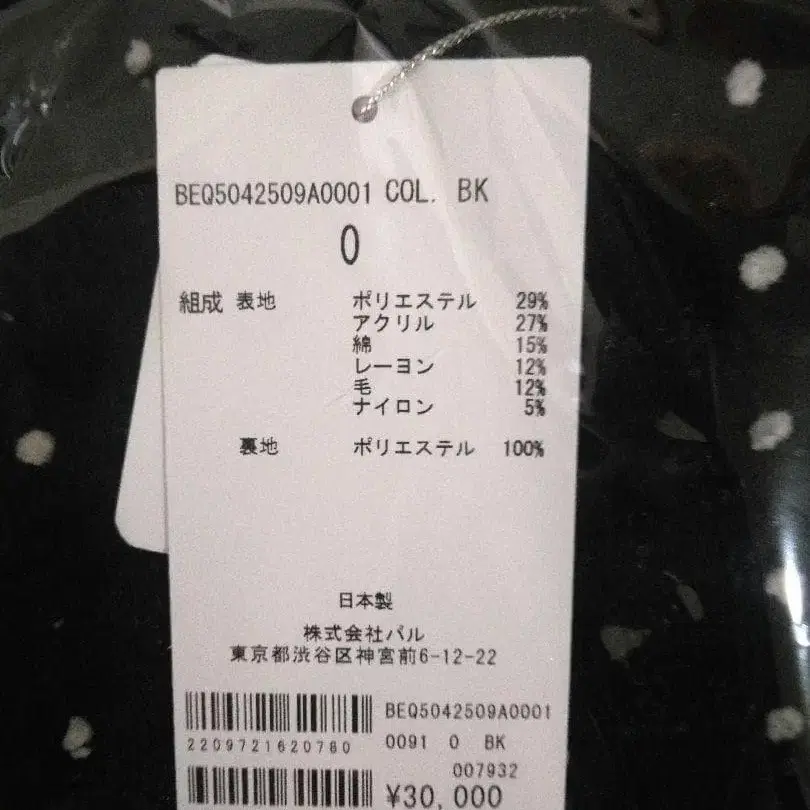 BEQ5042509A0001 COL. BK
0
組成 表地 ポリエステル 29%
アクリル 27%
綿 15%
レーヨン 12%
毛 12%
ナイロン 5%
裏地 ポリエステル 100%
日本製
株式会社パル
東京都渋谷区神宮前6-12-22
BEQ5042509A0001
2209721620780 0091 0 BK
007932
¥30,000